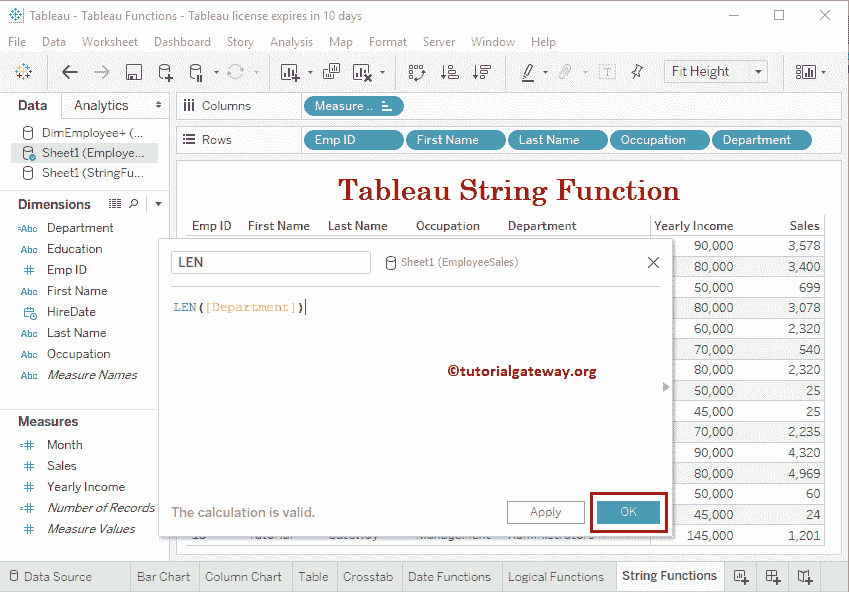 Tableau - Tableau Functions - Tableau license expires in 10 days
File Data Worksheet Dashboard Story Analysis Map Format Server Window Help
Fit Height
Data Analytics
Columns Measure ..
Rows Emp ID First Name Last Name Occupation Department
DimEmployee+ (...
Sheet1 (Employe...
Sheet1 (StringFu...
Dimensions
=Abc Department
Abc Education
# Emp ID
Abc First Name
HireDate
Abc Last Name
Abc Occupation
Abc Measure Names
Measures
=# Month
# Sales
# Yearly Income
=# Number of Records
# Measure Values
Tableau String Function
Emp ID First Name Last Name Occupation Department Yearly Income Sales
90,000 3,578
80,000 3,400
50,000 699
80,000 3,078
60,000 2,320
70,000 540
80,000 2,320
50,000 25
45,000 25
70,000 2,235
90,000 4,320
80,000 4,969
50,000 60
45,000 24
145,000 1,201
LEN Sheet1 (EmployeeSales)
LEN([Department])
©tutorialgateway.org
The calculation is valid. Apply OK
Data Source Bar Chart Column Chart Table Crosstab Date Functions Logical Functions String Functions